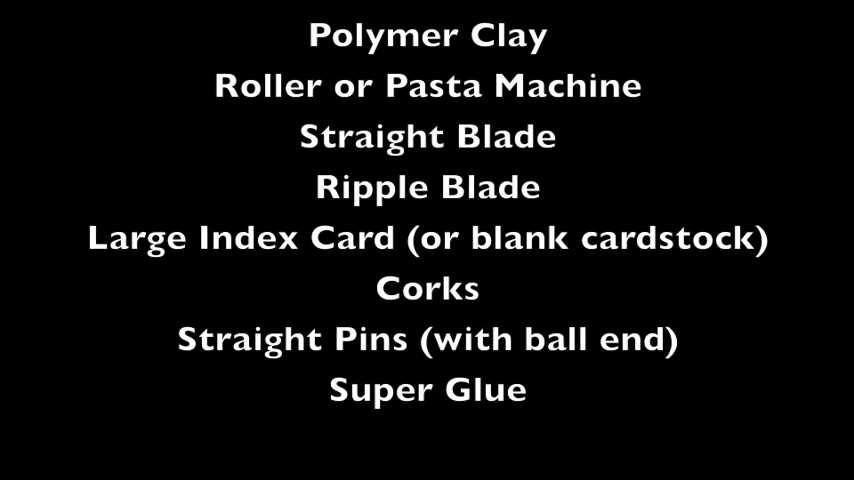 Polymer Clay
Roller or Pasta Machine
Straight Blade
Ripple Blade
Large Index Card (or blank cardstock)
Corks
Straight Pins (with ball end)
Super Glue